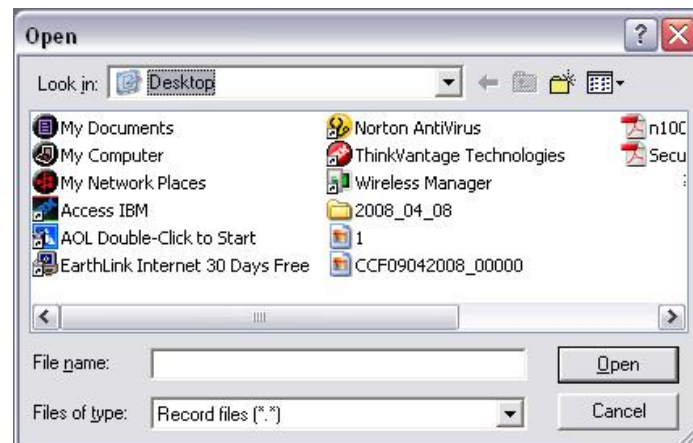 Open
Look in: Desktop
My Documents
My Computer
My Network Places
Access IBM
AOL Double-Click to Start
EarthLink Internet 30 Days Free
Norton AntiVirus
ThinkVantage Technologies
Wireless Manager
2008_04_08
1
CCF09042008_00000
n10C
Secu
File name:
Open
Files of type: Record files (*.*)
Cancel